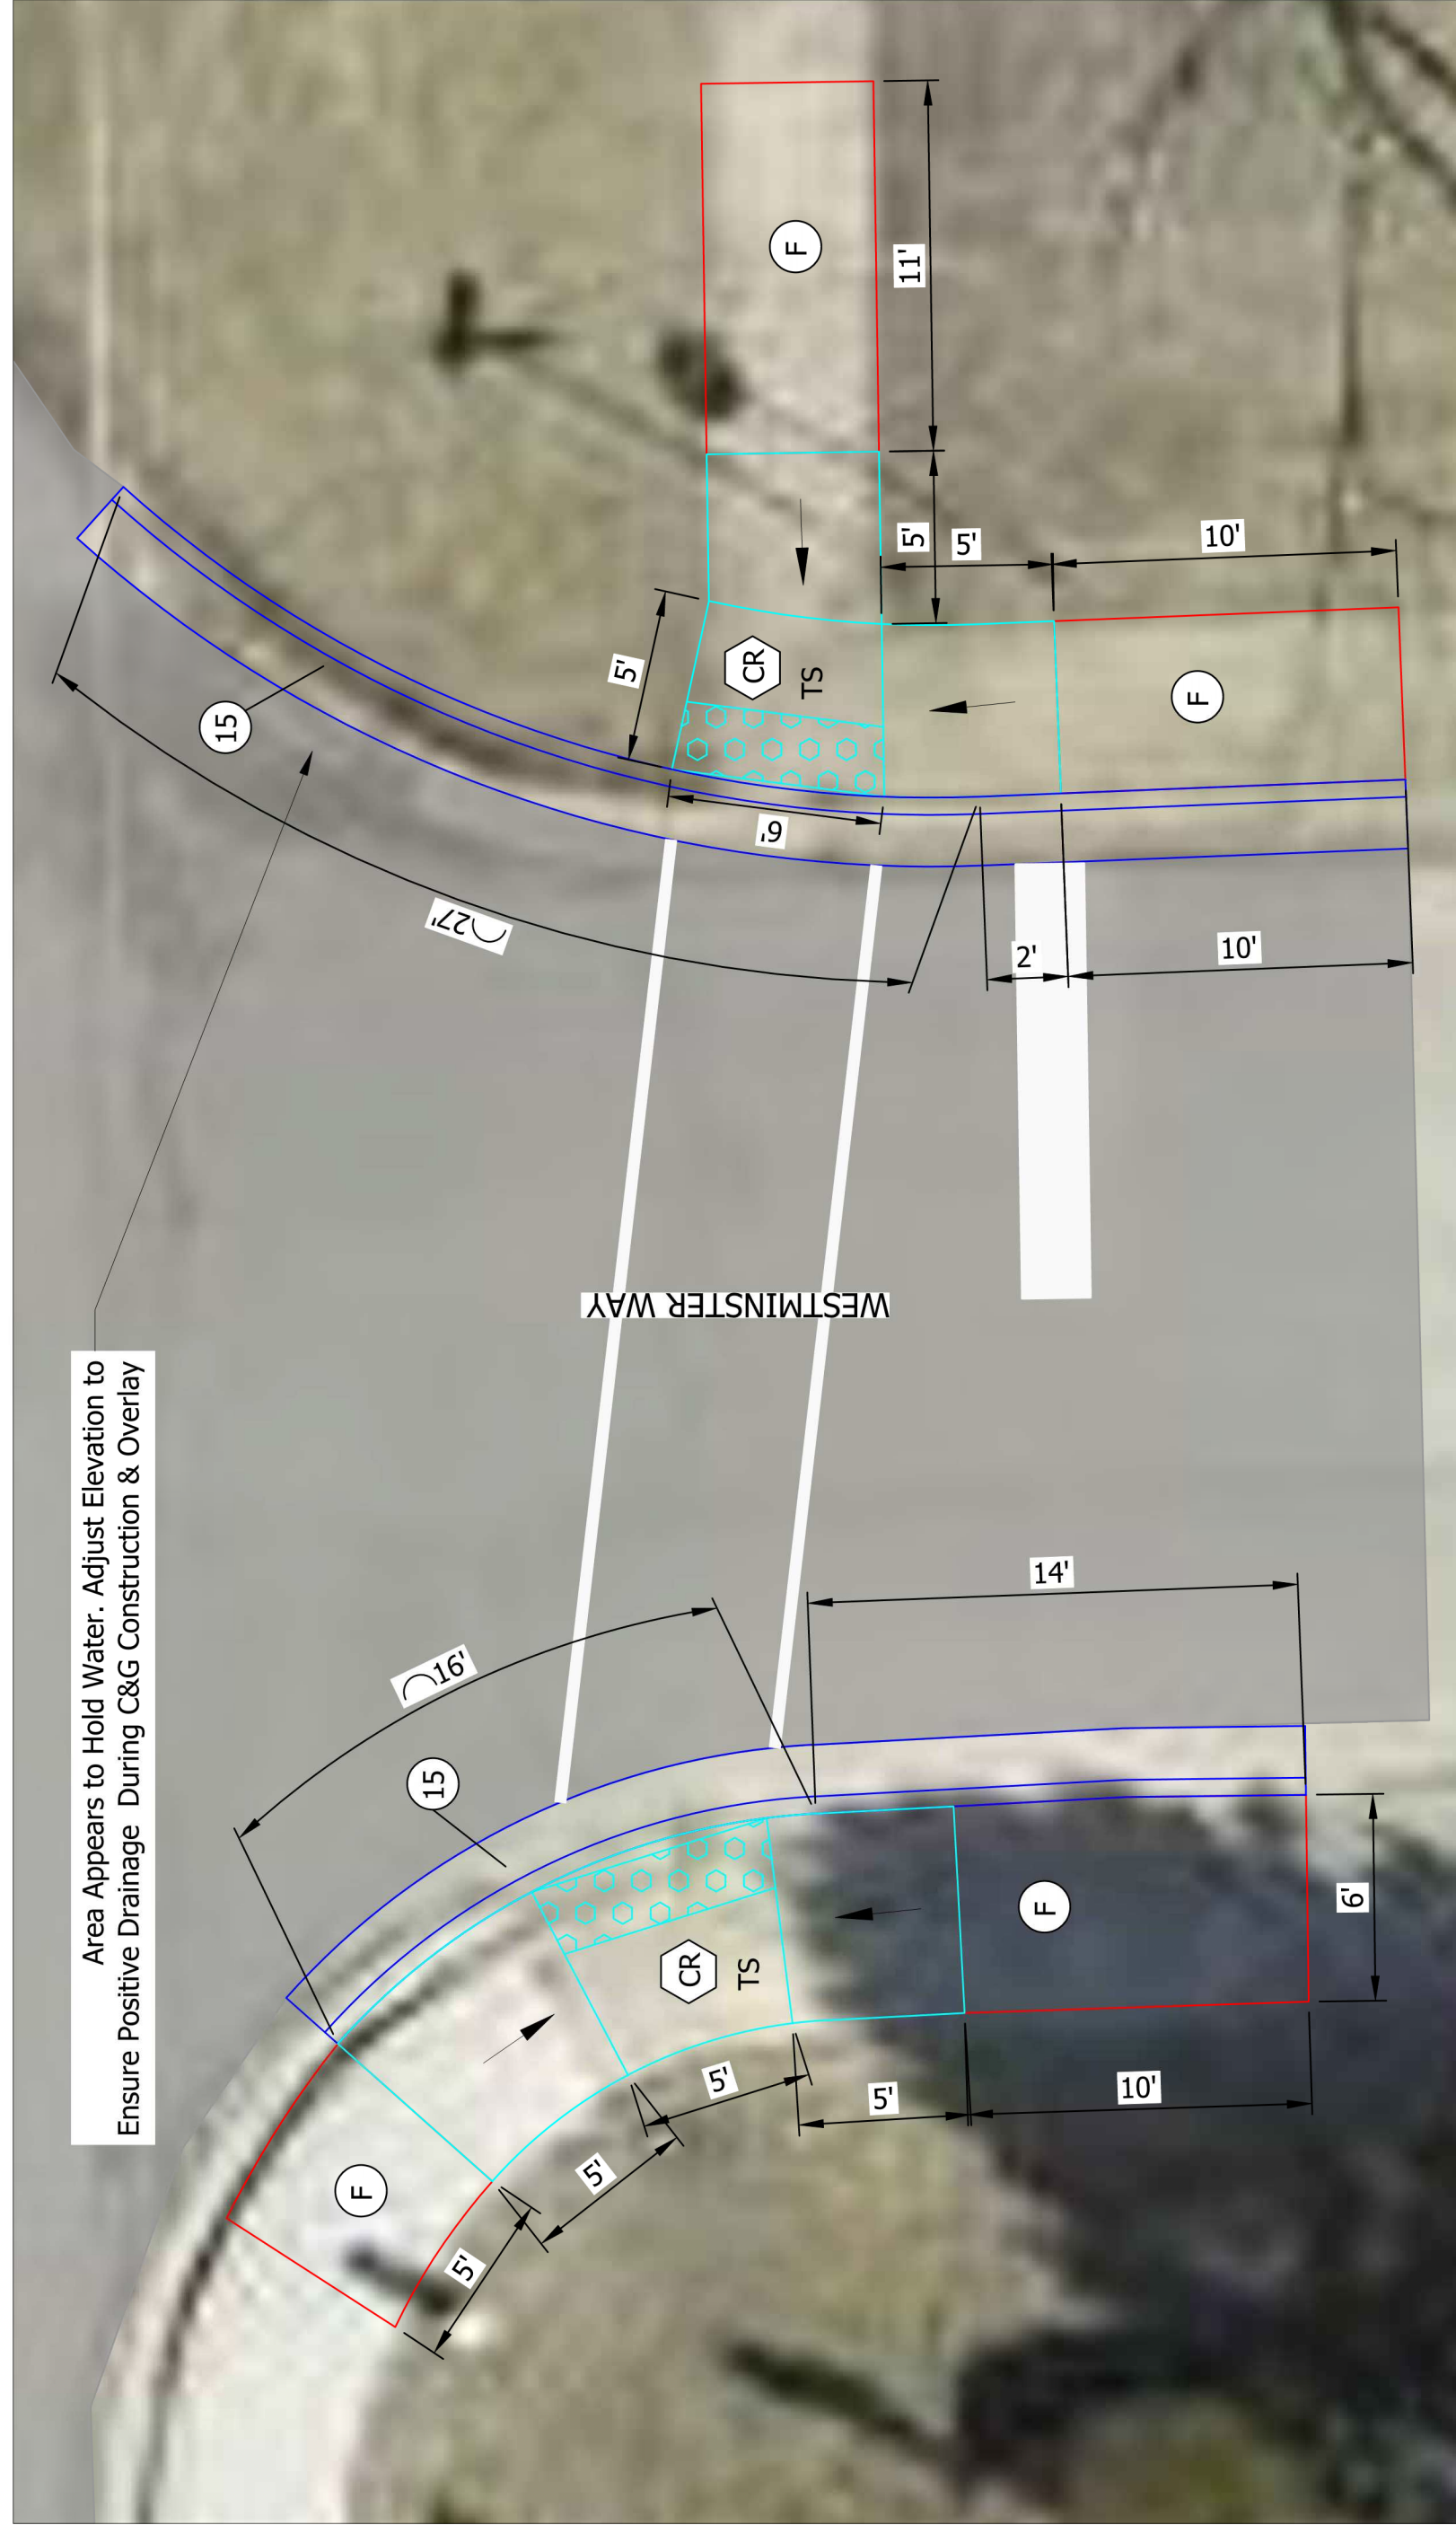 Area Appears to Hold Water. Adjust Elevation to
Ensure Positive Drainage During C&G Construction & Overlay
F
11'
5'
5'
10'
5'
CR
TS
F
15
6'
27'
2'
10'
WESTMINSTER WAY
14'
16'
15
CR
TS
F
6'
F
5'
5'
5'
5'
10'